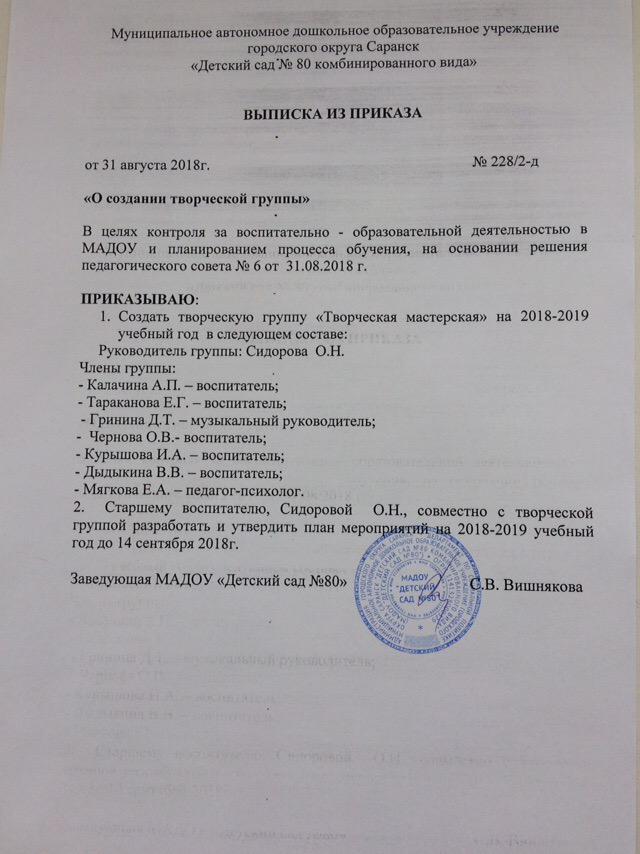 Муниципальное автономное дошкольное образовательное учреждение
городского округа Саранск
«Детский сад № 80 комбинированного вида»
ВЫПИСКА ИЗ ПРИКАЗА
от 31 августа 2018г. № 228/2-д
«О создании творческой группы»
В целях контроля за воспитательно - образовательной деятельностью в
МАДОУ и планированием процесса обучения, на основании решения
педагогического совета № 6 от 31.08.2018 г.
ПРИКАЗЫВАЮ:
1. Создать творческую группу «Творческая мастерская» на 2018-2019
учебный год в следующем составе:
Руководитель группы: Сидорова О.Н.
Члены группы:
- Калачина А.П. – воспитатель;
- Тараканова Е.Г. – воспитатель;
- Гринина Д.Т. – музыкальный руководитель;
- Чернова О.В.- воспитатель;
- Курышова И.А. – воспитатель;
- Дыдыкина В.В. – воспитатель;
- Мягкова Е.А. – педагог-психолог.
2. Старшему воспитателю, Сидоровой О.Н., совместно с творческой
группой разработать и утвердить план мероприятий на 2018-2019 учебный
год до 14 сентября 2018г.
Заведующая МАДОУ «Детский сад №80» С.В. Вишнякова
МАДОУ
"ДЕТСКИЙ
САД №80"